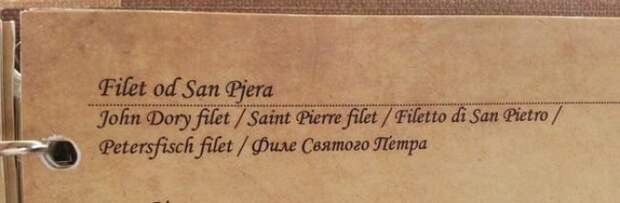 Filet od San Pjera
John Dory filet / Saint Pierre filet / Filetto di San Pietro /
Petersfisch filet / Филе Святого Петра